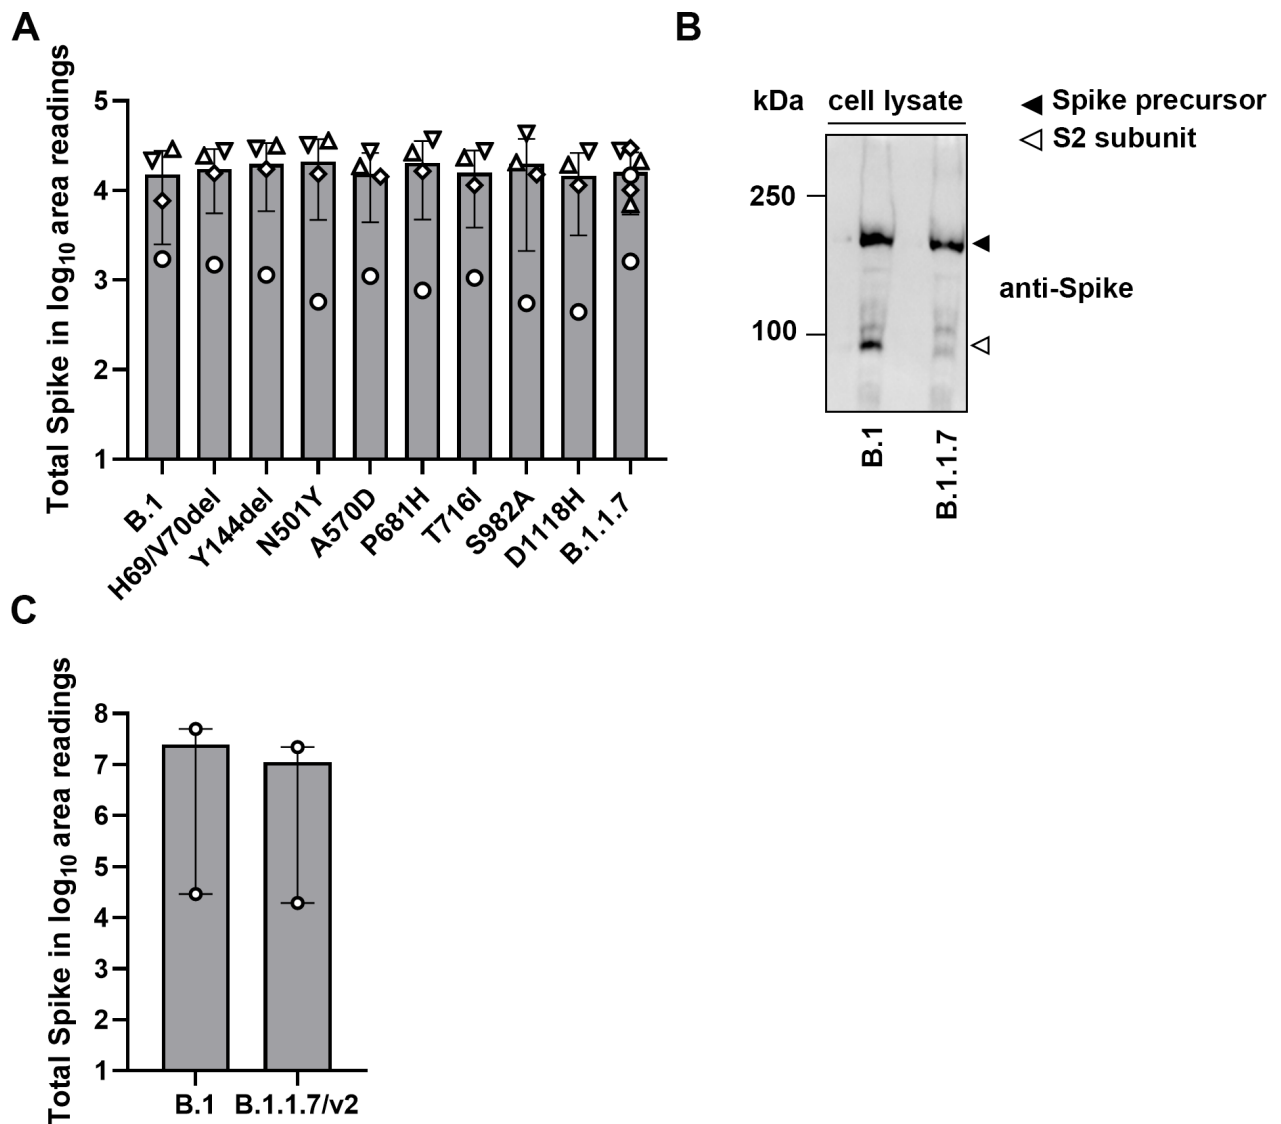 A
Total Spike in log10 area readings
5
4
3
2
1
B.1
H69/V70del
Y144del
N501Y
A570D
P681H
T716I
S982A
D1118H
B.1.1.7
B
kDa
cell lysate
◀ Spike precursor
◁ S2 subunit
250
100
anti-Spike
B.1
B.1.1.7
C
Total Spike in log10 area readings
8
7
6
5
4
3
2
1
B.1
B.1.1.7/v2